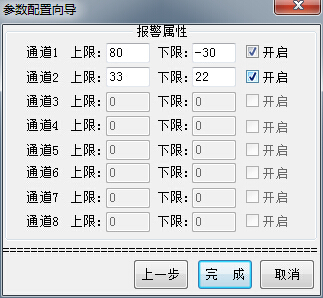 参数配置向导
报警属性
通道1 上限: 80 下限: -30 开启
通道2 上限: 33 下限: 22 开启
通道3 上限: 0 下限: 0 开启
通道4 上限: 0 下限: 0 开启
通道5 上限: 0 下限: 0 开启
通道6 上限: 0 下限: 0 开启
通道7 上限: 0 下限: 0 开启
通道8 上限: 0 下限: 0 开启
上一步 完 成 取消